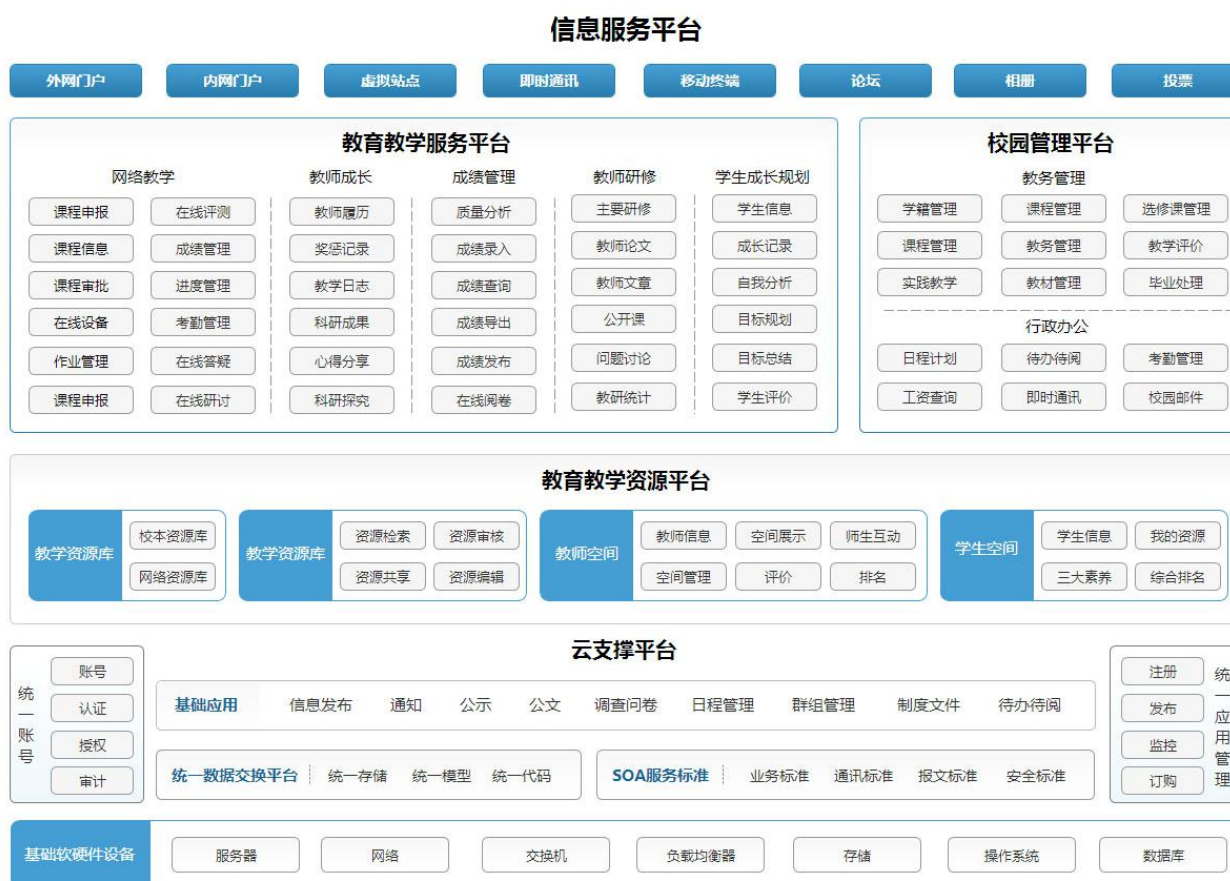 信息服务平台
外网门户 内网门户 虚拟站点 即时通讯 移动终端 论坛 相册 投票
教育教学服务平台
网络教学 教师成长 成绩管理 教师研修 学生成长规划
课程申报 在线评测 教师履历 质量分析 主要研修 学生信息
课程信息 成绩管理 奖惩记录 成绩录入 教师论文 成长记录
课程审批 进度管理 教学日志 成绩查询 教师文章 自我分析
在线设备 考勤管理 科研成果 成绩导出 公开课 目标规划
作业管理 在线答疑 心得分享 成绩发布 问题讨论 目标总结
课程申报 在线研讨 科研探究 在线阅卷 教研统计 学生评价
校园管理平台
教务管理
学籍管理 课程管理 选修课管理
课程管理 教务管理 教学评价
实践教学 教材管理 毕业处理
行政办公
日程计划 待办待阅 考勤管理
工资查询 即时通讯 校园邮件
教育教学资源平台
教学资源库
校本资源库
网络资源库
教学资源库
资源检索 资源审核
资源共享 资源编辑
教师空间
教师信息 空间展示 师生互动
空间管理 评价 排名
学生空间
学生信息 我的资源
三大素养 综合排名
云支撑平台
统一账号
账号
认证
授权
审计
基础应用 信息发布 通知 公示 公文 调查问卷 日程管理 群组管理 制度文件 待办待阅
统一数据交换平台 统一存储 统一模型 统一代码
SOA服务标准 业务标准 通讯标准 报文标准 安全标准
注册
发布
监控
订购
统一应用管理
基础软硬件设备 服务器 网络 交换机 负载均衡器 存储 操作系统 数据库